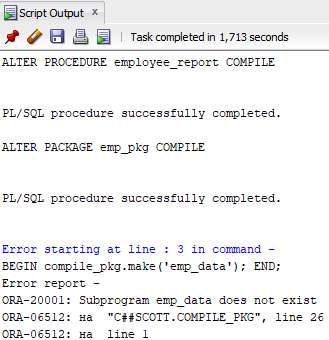 Script Output ×
Task completed in 1,713 seconds
ALTER PROCEDURE employee_report COMPILE
PL/SQL procedure successfully completed.
ALTER PACKAGE emp_pkg COMPILE
PL/SQL procedure successfully completed.
Error starting at line : 3 in command -
BEGIN compile_pkg.make('emp_data'); END;
Error report -
ORA-20001: Subprogram emp_data does not exist
ORA-06512: на  "C##SCOTT.COMPILE_PKG", line 26
ORA-06512: на  line 1